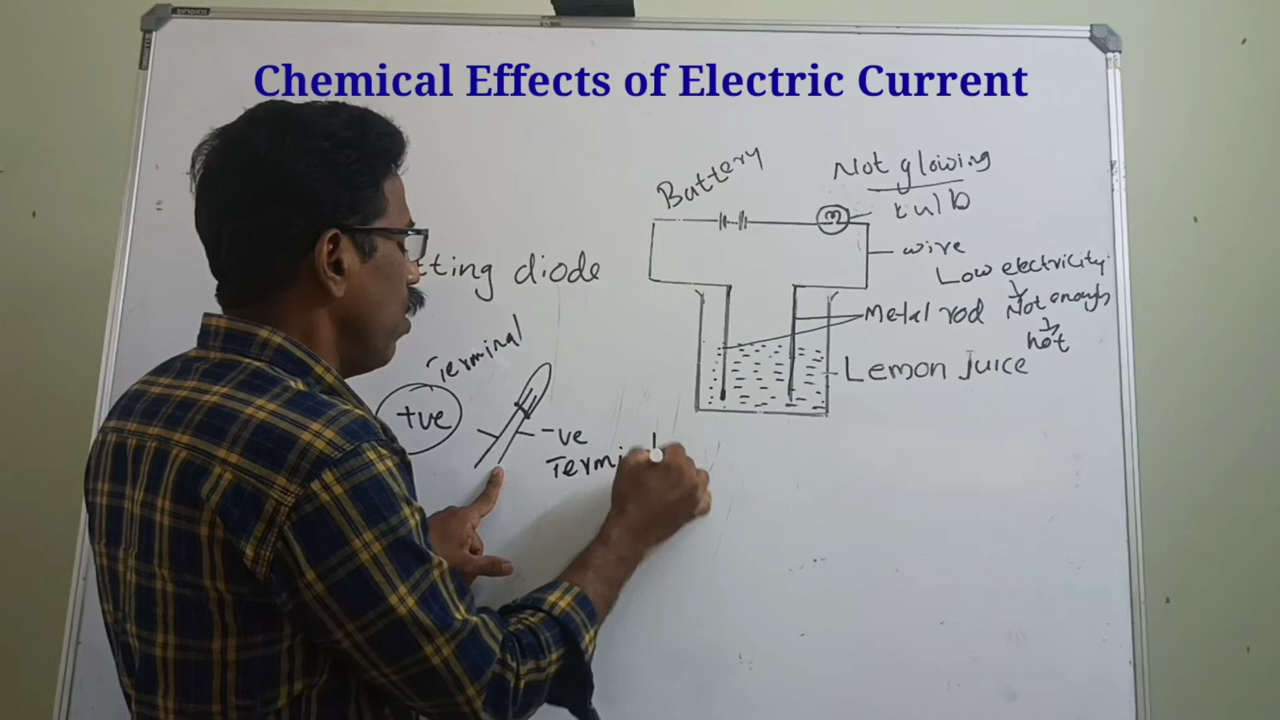 Chemical Effects of Electric Current
Battery
Not glowing
bulb
wire
Low electricity
Not enough
hot
Metal rod
Lemon Juice
tting diode
Terminal
+ve
-ve
Termi